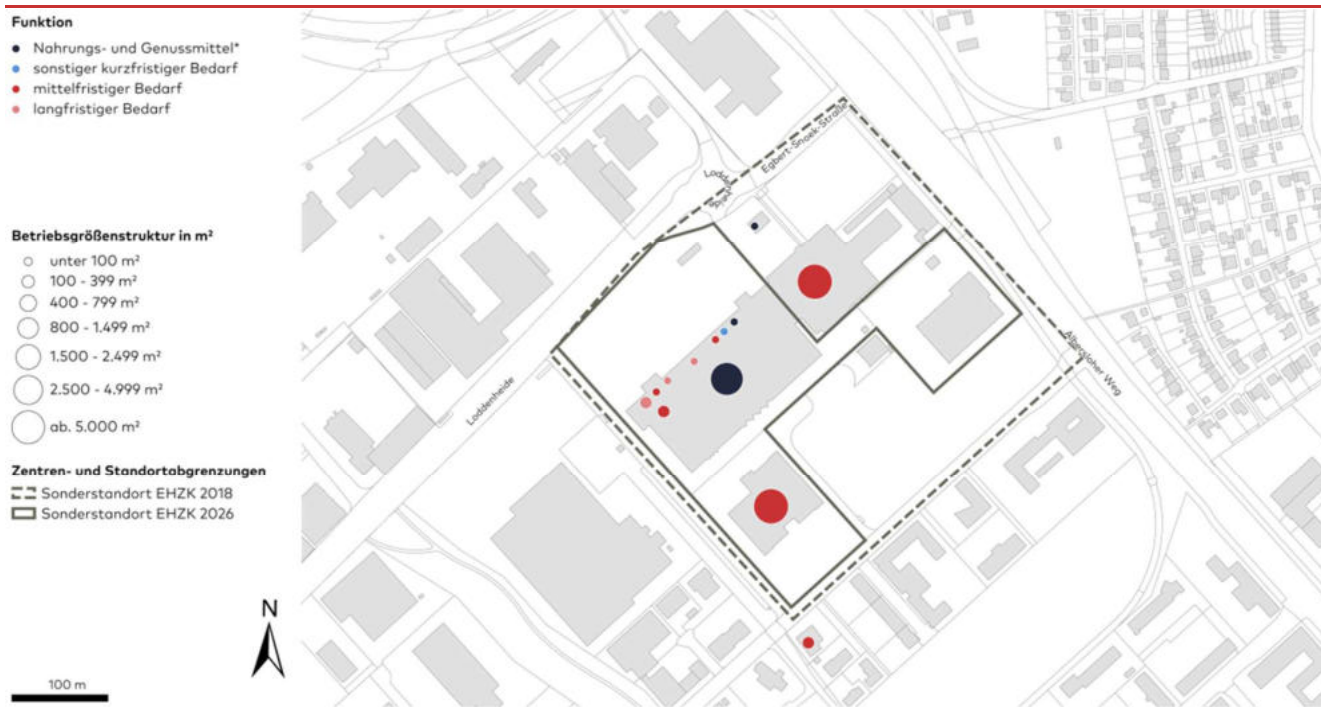 Funktion
Nahrungs- und Genussmittel*
sonstiger kurzfristiger Bedarf
mittelfristiger Bedarf
langfristiger Bedarf
Betriebsgrößenstruktur in m²
unter 100 m²
100 - 399 m²
400 - 799 m²
800 - 1.499 m²
1.500 - 2.499 m²
2.500 - 4.999 m²
ab. 5.000 m²
Zentren- und Standortabgrenzungen
Sonderstandort EHZK 2018
Sonderstandort EHZK 2026
N
100 m
Egbert-Snoek-Straße
Loddenheide
Albersloher Weg